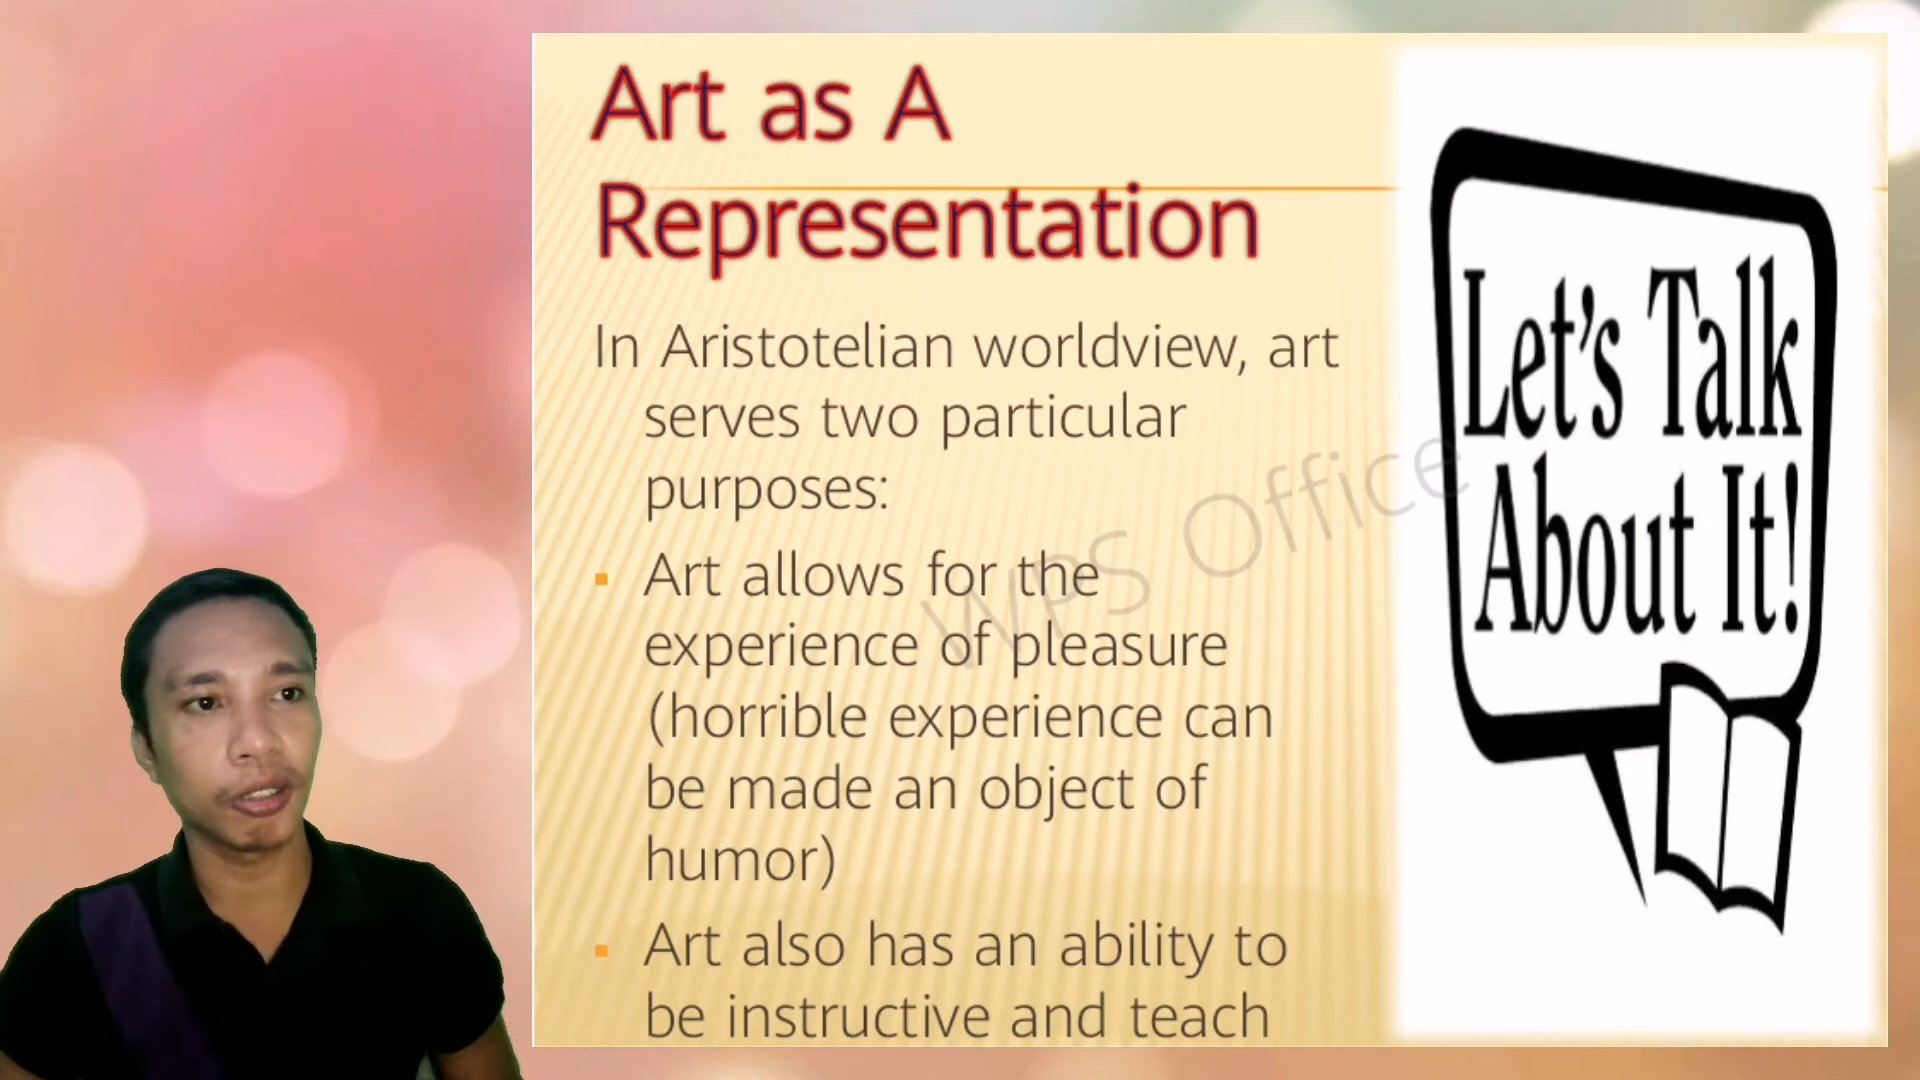 Art as A
Representation
In Aristotelian worldview, art
serves two particular
purposes:
▪ Art allows for the
experience of pleasure
(horrible experience can
be made an object of
humor)
▪ Art also has an ability to
be instructive and teach
Let's Talk
About It!
WPS Office